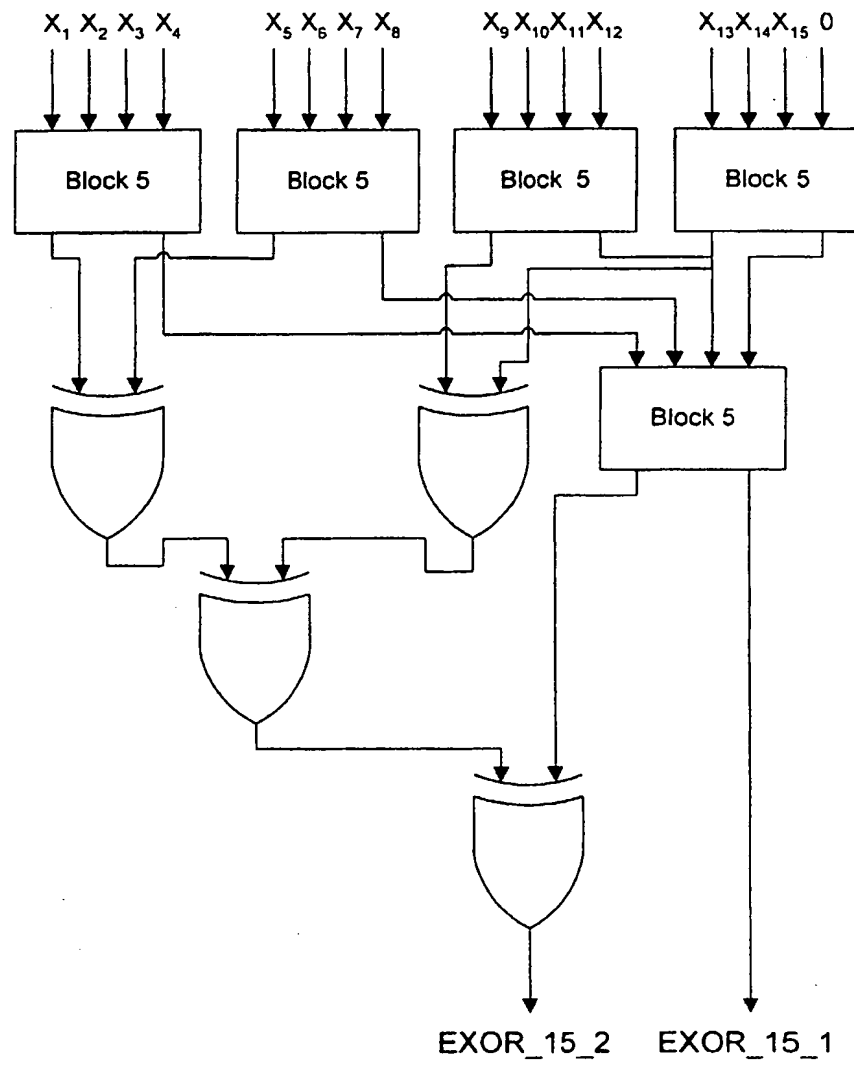 X₁ X₂ X₃ X₄ X₅ X₆ X₇ X₈ X₉ X₁₀ X₁₁ X₁₂ X₁₃ X₁₄ X₁₅ 0
Block 5 Block 5 Block 5 Block 5
Block 5
EXOR_15_2 EXOR_15_1